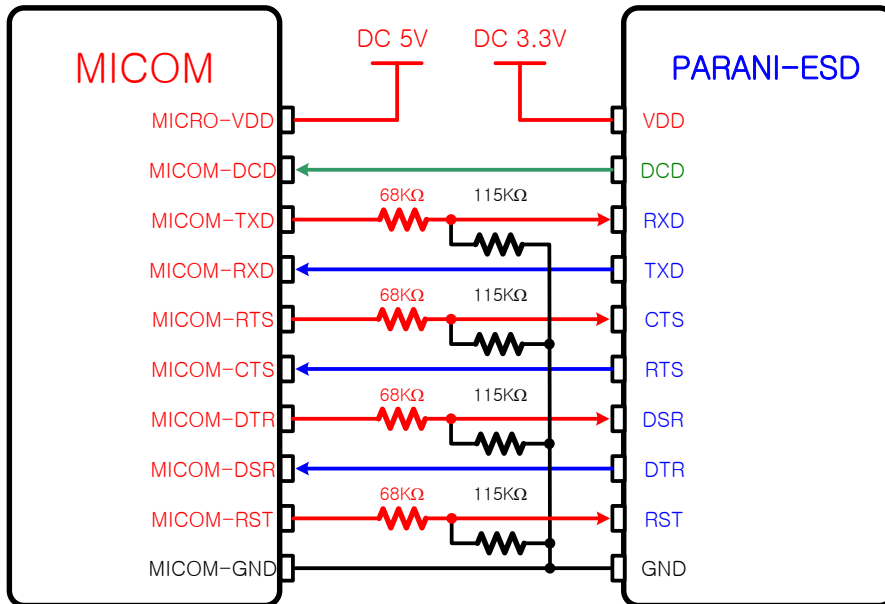 DC 5V DC 3.3V
MICOM PARANI-ESD
MICRO-VDD VDD
MICOM-DCD DCD
68KΩ 115KΩ
MICOM-TXD RXD
MICOM-RXD TXD
68KΩ 115KΩ
MICOM-RTS CTS
MICOM-CTS RTS
68KΩ 115KΩ
MICOM-DTR DSR
MICOM-DSR DTR
68KΩ 115KΩ
MICOM-RST RST
MICOM-GND GND